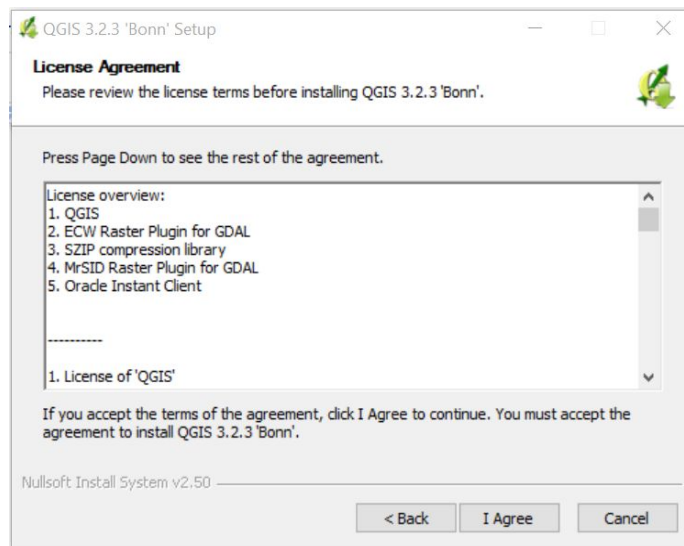 QGIS 3.2.3 'Bonn' Setup
License Agreement
Please review the license terms before installing QGIS 3.2.3 'Bonn'.
Press Page Down to see the rest of the agreement.
License overview:
1. QGIS
2. ECW Raster Plugin for GDAL
3. SZIP compression library
4. MrSID Raster Plugin for GDAL
5. Oracle Instant Client
----------
1. License of 'QGIS'
If you accept the terms of the agreement, click I Agree to continue. You must accept the
agreement to install QGIS 3.2.3 'Bonn'.
Nullsoft Install System v2.50
< Back I Agree Cancel